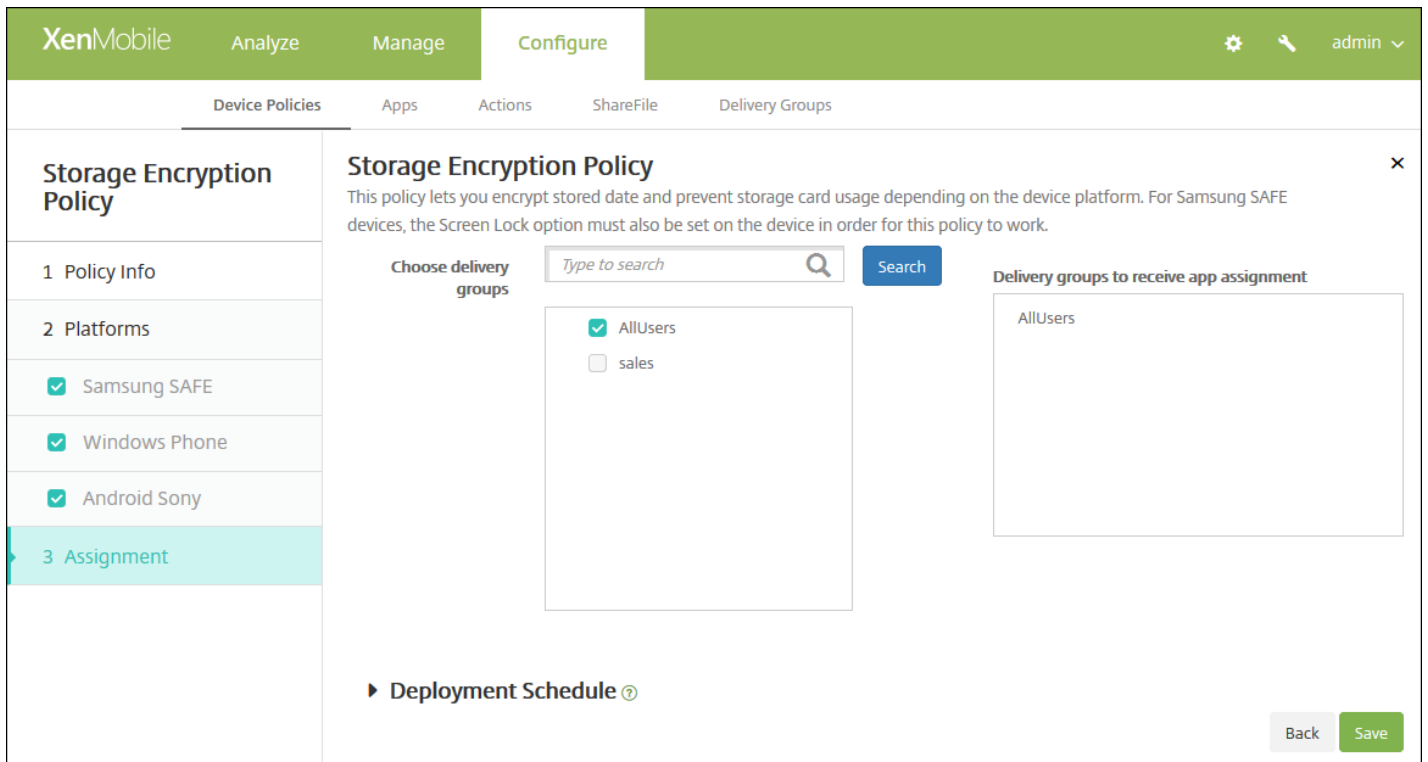 XenMobile Analyze Manage Configure admin
Device Policies Apps Actions ShareFile Delivery Groups
Storage Encryption
Policy
1 Policy Info
2 Platforms
Samsung SAFE
Windows Phone
Android Sony
3 Assignment
Storage Encryption Policy
This policy lets you encrypt stored date and prevent storage card usage depending on the device platform. For Samsung SAFE
devices, the Screen Lock option must also be set on the device in order for this policy to work.
Choose delivery
groups
Type to search
Search
AllUsers
sales
Delivery groups to receive app assignment
AllUsers
Deployment Schedule ?
Back Save